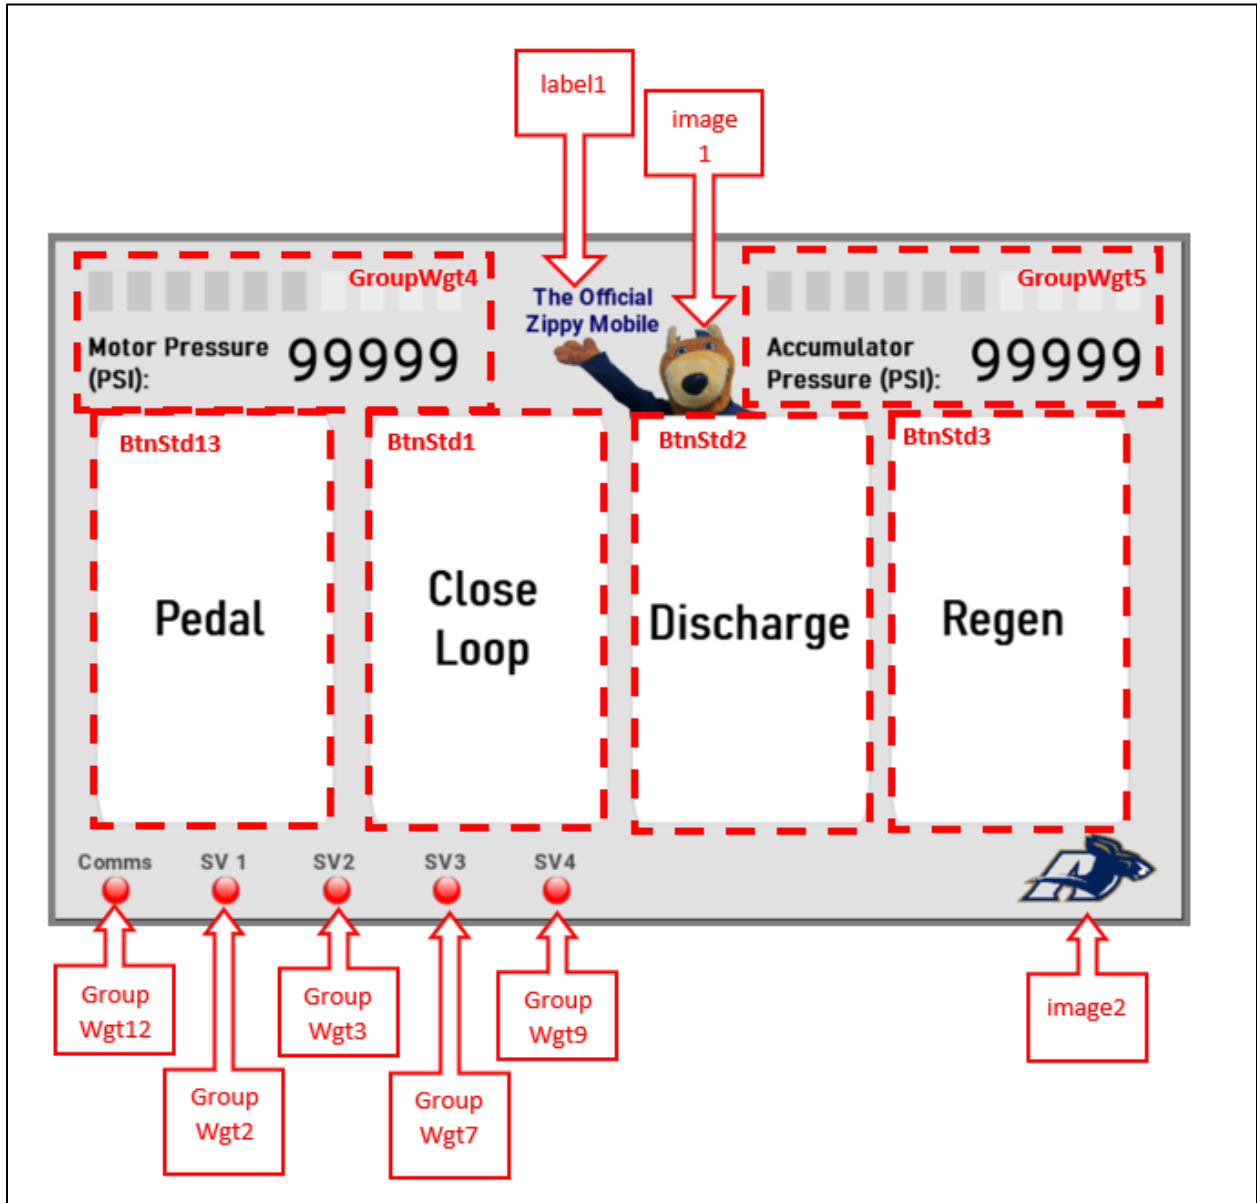 label1
image
1
GroupWgt4
GroupWgt5
The Official
Zippy Mobile
Motor Pressure
(PSI):
99999
Accumulator
Pressure (PSI):
99999
BtnStd13
BtnStd1
BtnStd2
BtnStd3
Pedal
Close
Loop
Discharge
Regen
Comms
SV 1
SV2
SV3
SV4
A
Group
Wgt12
Group
Wgt3
Group
Wgt9
image2
Group
Wgt2
Group
Wgt7